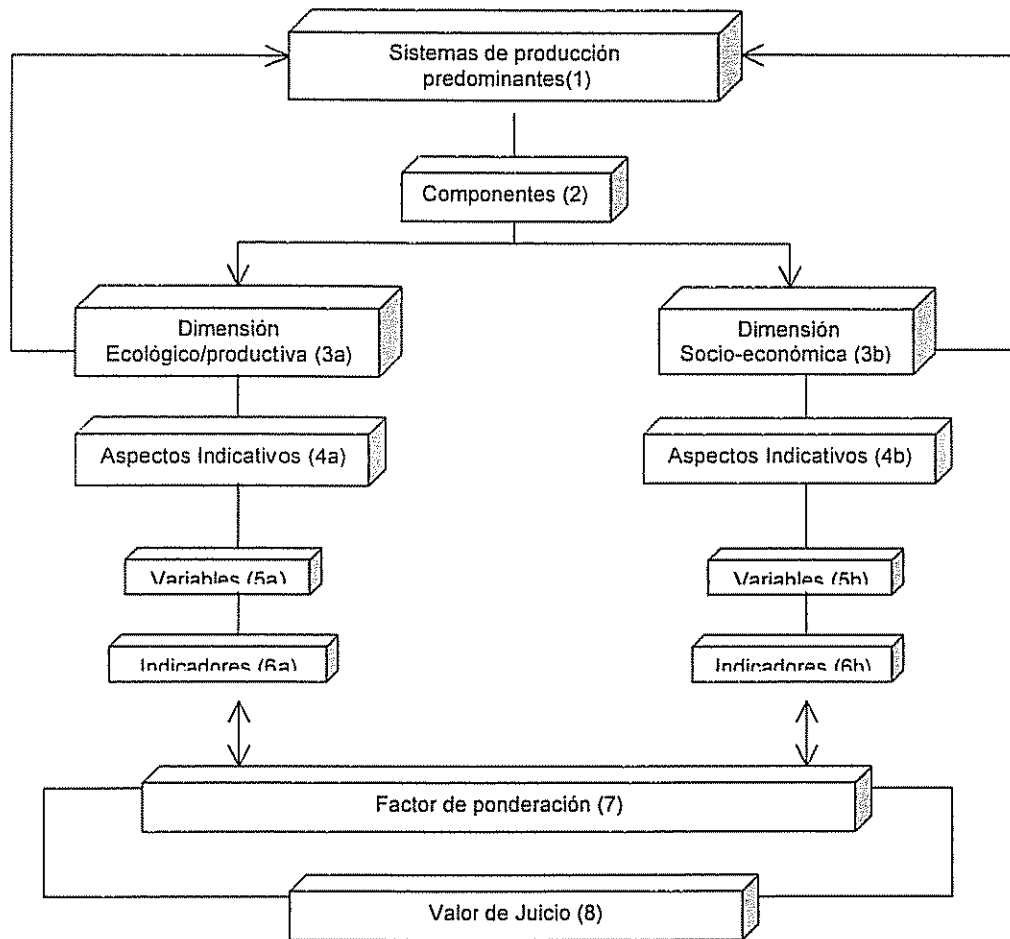 Sistemas de producción
predominantes(1)
Componentes (2)
Dimensión
Ecológico/productiva (3a)
Dimensión
Socio-económica (3b)
Aspectos Indicativos (4a)
Aspectos Indicativos (4b)
Variables (5a)
Variables (5b)
Indicadores (6a)
Indicadores (6b)
Factor de ponderación (7)
Valor de Juicio (8)